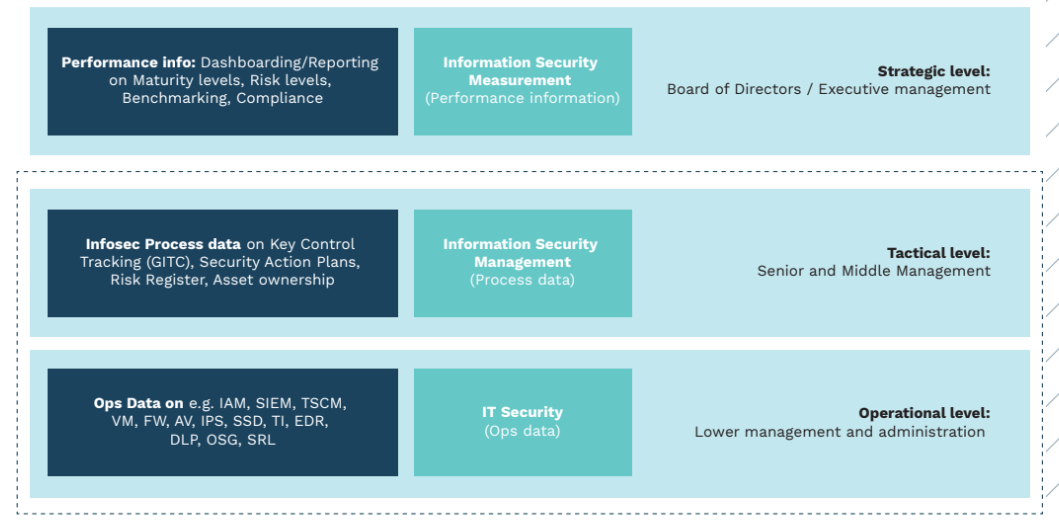 Performance info: Dashboarding/Reporting
on Maturity levels, Risk levels,
Benchmarking, Compliance
Information Security
Measurement
(Performance information)
Strategic level:
Board of Directors / Executive management
Infosec Process data on Key Control
Tracking (GITC), Security Action Plans,
Risk Register, Asset ownership
Information Security
Management
(Process data)
Tactical level:
Senior and Middle Management
Ops Data on e.g. IAM, SIEM, TSCM,
VM, FW, AV, IPS, SSD, TI, EDR,
DLP, OSG, SRL
IT Security
(Ops data)
Operational level:
Lower management and administration